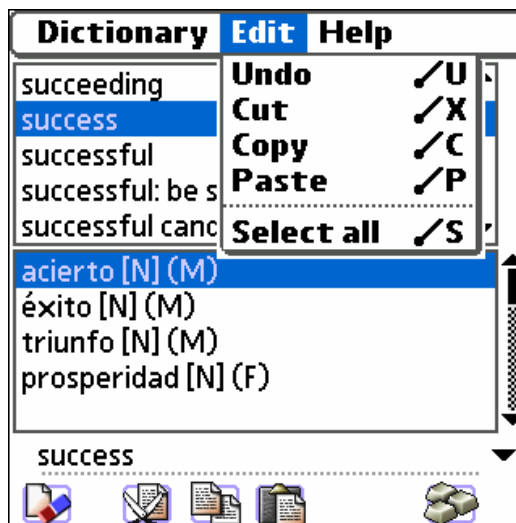 Dictionary Edit Help
succeeding
success
successful
successful: be s
successful canc
Undo ⁄U
Cut ⁄X
Copy ⁄C
Paste ⁄P
Select all ⁄S
acierto [N] (M)
éxito [N] (M)
triunfo [N] (M)
prosperidad [N] (F)
success